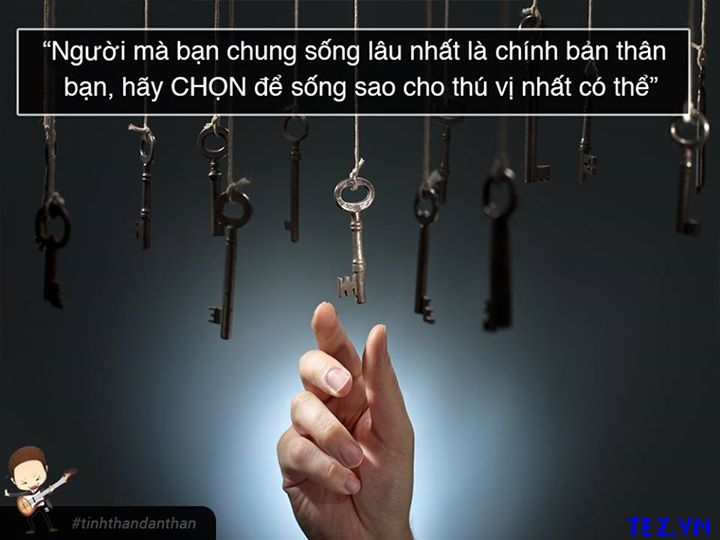 “Người mà bạn chung sống lâu nhất là chính bản thân
bạn, hãy CHỌN để sống sao cho thú vị nhất có thể”
#tinhthandanthan
TEZ.VN